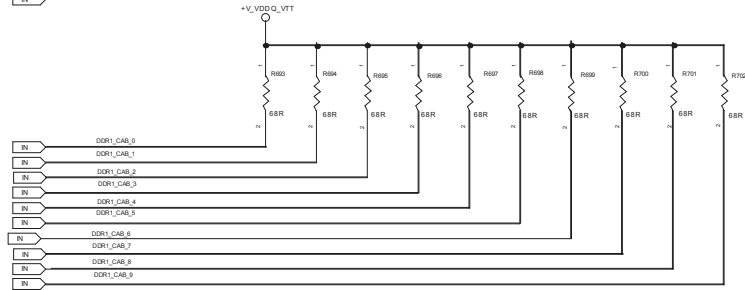 IN
+V_VDDQ_VTT
1 1 1 1 1 1 1 1 1 1
R693 R694 R695 R696 R697 R698 R699 R700 R701 R702
68R 68R 68R 68R 68R 68R 68R 68R 68R 68R
2 2 2 2 2 2 2 2 2 2
IN DDR1_CAB_0
IN DDR1_CAB_1
IN DDR1_CAB_2
IN DDR1_CAB_3
IN DDR1_CAB_4
IN DDR1_CAB_5
IN DDR1_CAB_6
IN DDR1_CAB_7
IN DDR1_CAB_8
IN DDR1_CAB_9